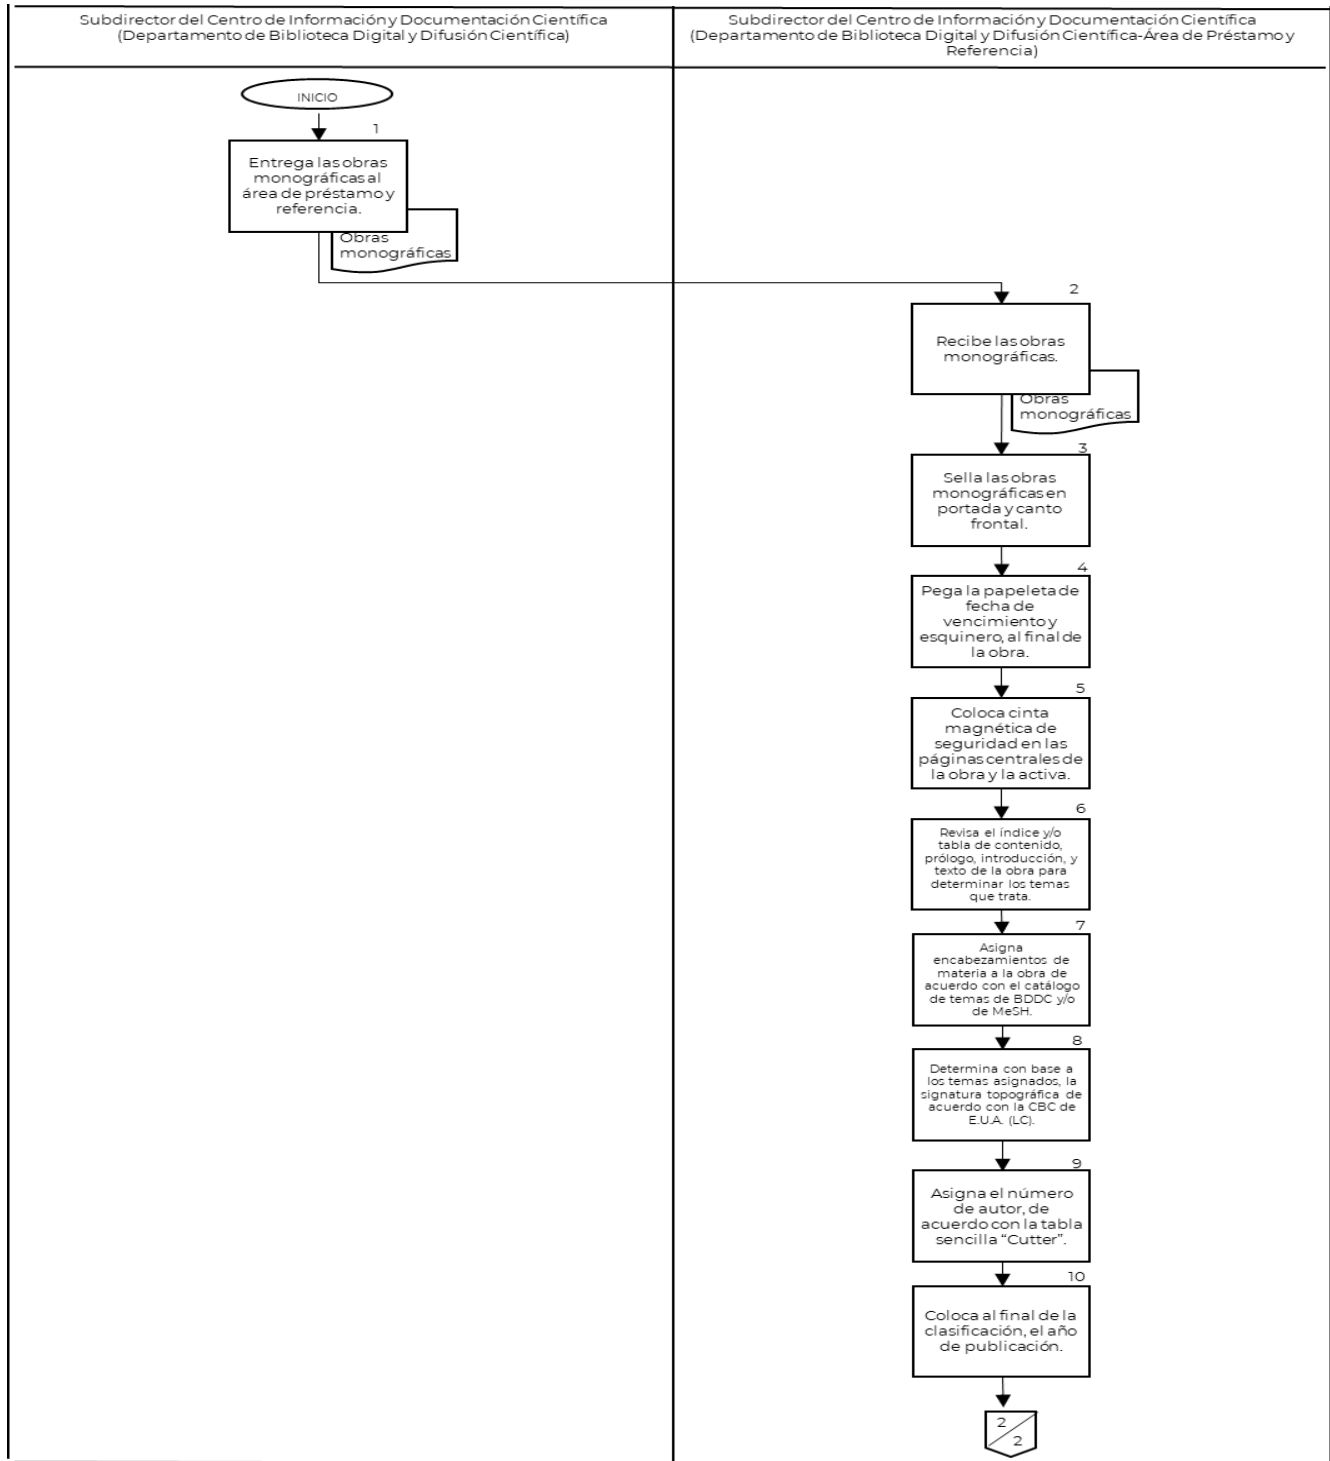 Subdirector del Centro de Información y Documentación Científica
(Departamento de Biblioteca Digital y Difusión Científica)
Subdirector del Centro de Información y Documentación Científica
(Departamento de Biblioteca Digital y Difusión Científica-Área de Préstamo y
Referencia)
INICIO
1
Entrega las obras
monográficas al
área de préstamo y
referencia.
Obras
monográficas
2
Recibe las obras
monográficas.
Obras
monográficas
3
Sella las obras
monográficas en
portada y canto
frontal.
4
Pega la papeleta de
fecha de
vencimiento y
esquinero, al final de
la obra.
5
Coloca cinta
magnética de
seguridad en las
páginas centrales de
la obra y la activa.
6
Revisa el índice y/o
tabla de contenido,
prólogo, introducción, y
texto de la obra para
determinar los temas
que trata.
7
Asigna
encabezamientos de
materia a la obra de
acuerdo con el catálogo
de temas de BDDC y/o
de MeSH.
8
Determina con base a
los temas asignados, la
signatura topográfica de
acuerdo con la CBC de
E.U.A. (LC).
9
Asigna el número
de autor, de
acuerdo con la tabla
sencilla “Cutter”.
10
Coloca al final de la
clasificación, el año
de publicación.
2
2